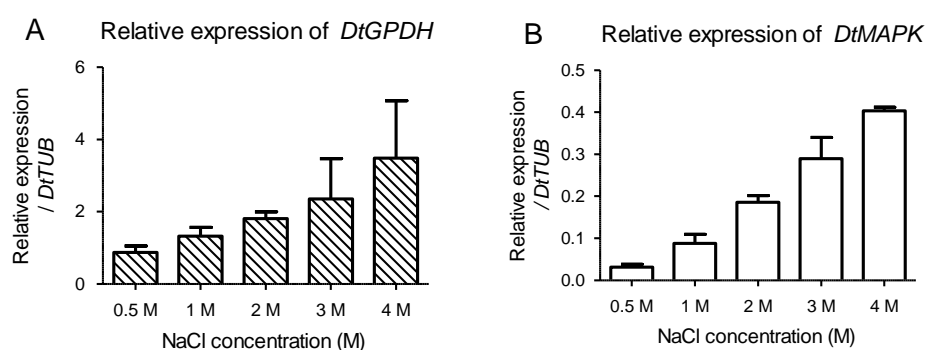 A
Relative expression of DtGPDH
Relative expression
/ DtTUB
6
4
2
0
0.5 M 1 M 2 M 3 M 4 M
NaCl concentration (M)
B
Relative expression of DtMAPK
Relative expression
/ DtTUB
0.5
0.4
0.3
0.2
0.1
0.0
0.5 M 1 M 2 M 3 M 4 M
NaCl concentration (M)